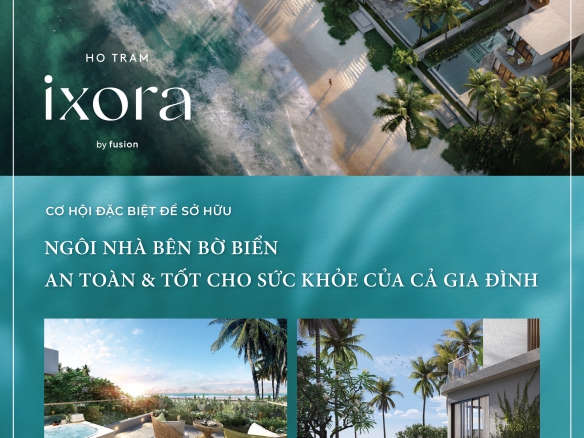 HO TRAM
ixora
by fusion
CƠ HỘI ĐẶC BIỆT ĐỂ SỞ HỮU
NGÔI NHÀ BÊN BỜ BIỂN
AN TOÀN & TỐT CHO SỨC KHỎE CỦA CẢ GIA ĐÌNH